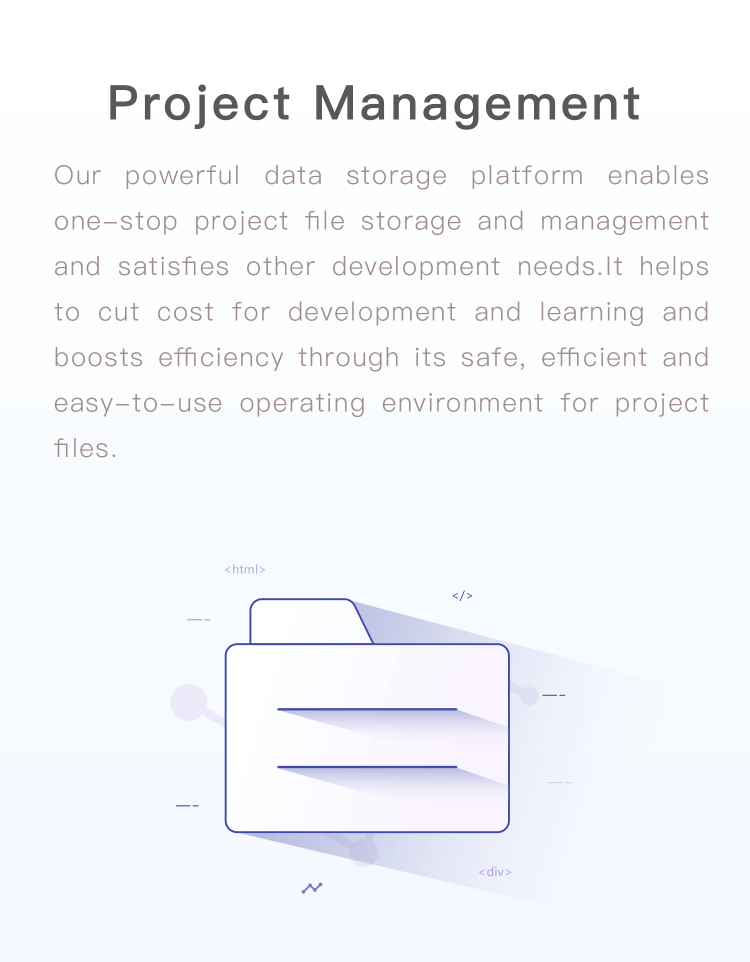 Project Management
Our powerful data storage platform enables
one–stop project file storage and management
and satisfies other development needs.It helps
to cut cost for development and learning and
boosts efficiency through its safe, efficient and
easy–to–use operating environment for project
files.
<html>
</>
<div>